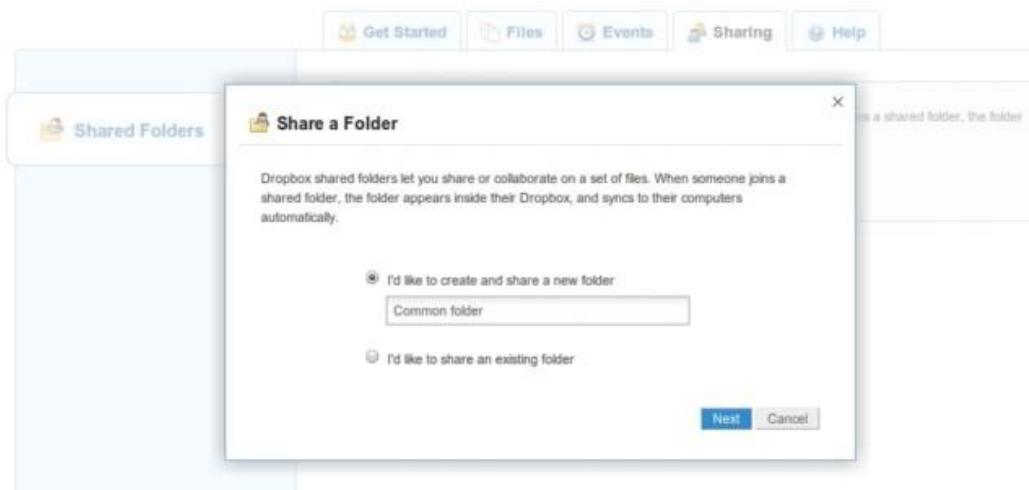 Get Started Files Events Sharing Help
Shared Folders
Share a Folder
a shared folder, the folder
Dropbox shared folders let you share or collaborate on a set of files. When someone joins a
shared folder, the folder appears inside their Dropbox, and syncs to their computers
automatically.
I'd like to create and share a new folder
Common folder
I'd like to share an existing folder
Next Cancel